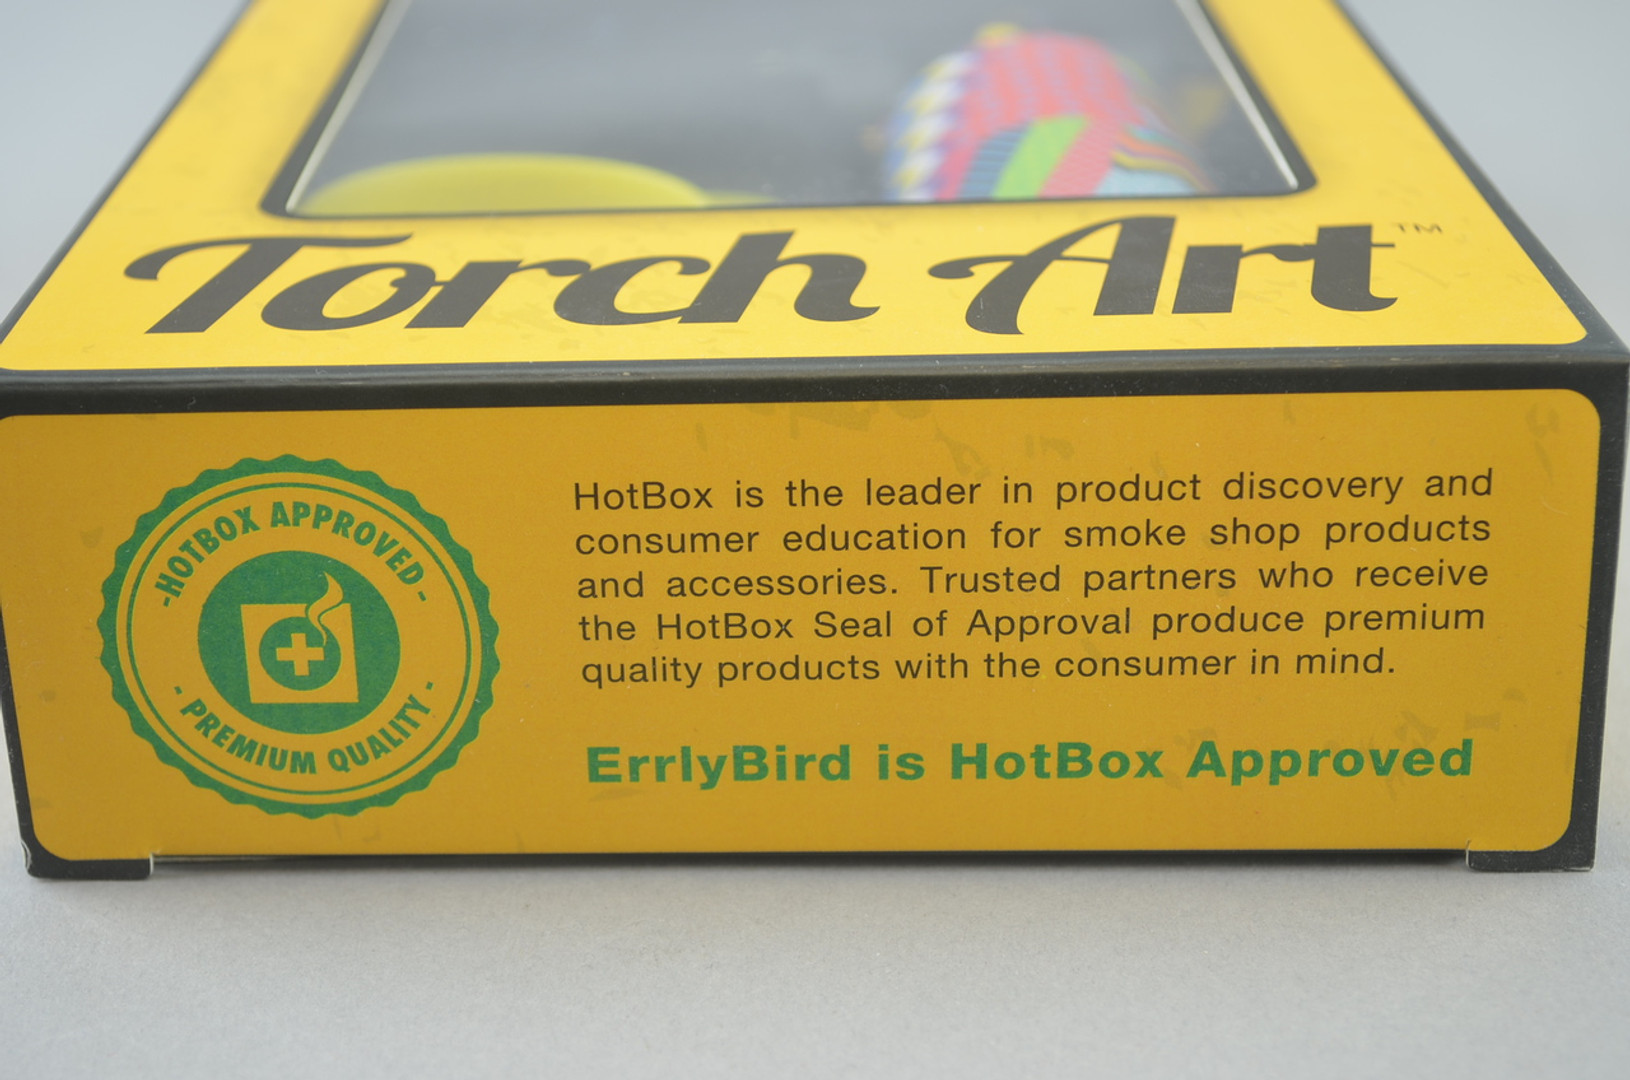 Torch Art™
-HOTBOX APPROVED-
- PREMIUM QUALITY -
HotBox is the leader in product discovery and
consumer education for smoke shop products
and accessories. Trusted partners who receive
the HotBox Seal of Approval produce premium
quality products with the consumer in mind.
ErrlyBird is HotBox Approved